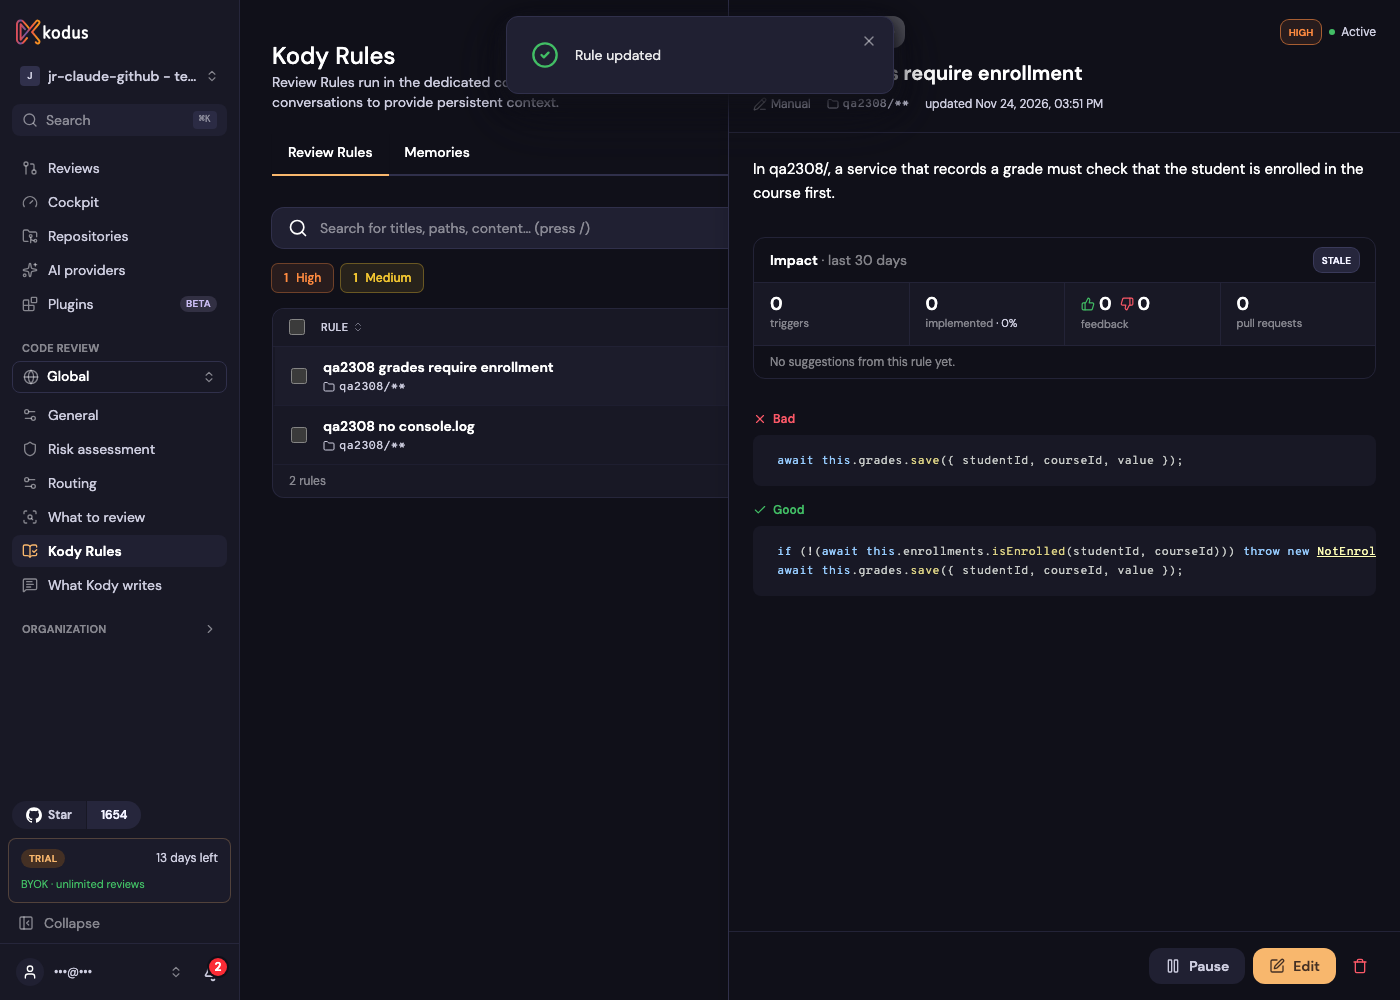 kodus
J jr-claude-github - te...
Search ⌘K
Reviews
Cockpit
Repositories
AI providers
Plugins BETA
CODE REVIEW
Global
General
Risk assessment
Routing
What to review
Kody Rules
What Kody writes
ORGANIZATION
Star 1654
TRIAL 13 days left
BYOK · unlimited reviews
Collapse
•••@•••
2
Kody Rules
Review Rules run in the dedicated
conversations to provide persistent context.
Review Rules Memories
Search for titles, paths, content... (press /)
1 High 1 Medium
RULE
qa2308 grades require enrollment
qa2308/**
qa2308 no console.log
qa2308/**
2 rules
Rule updated
HIGH Active
require enrollment
Manual qa2308/** updated Nov 24, 2026, 03:51 PM
In qa2308/, a service that records a grade must check that the student is enrolled in the
course first.
Impact · last 30 days STALE
0 0 0 0 0
triggers implemented · 0% feedback pull requests
No suggestions from this rule yet.
Bad
await this.grades.save({ studentId, courseId, value });
Good
if (!(await this.enrollments.isEnrolled(studentId, courseId))) throw new NotEnrol
await this.grades.save({ studentId, courseId, value });
Pause Edit